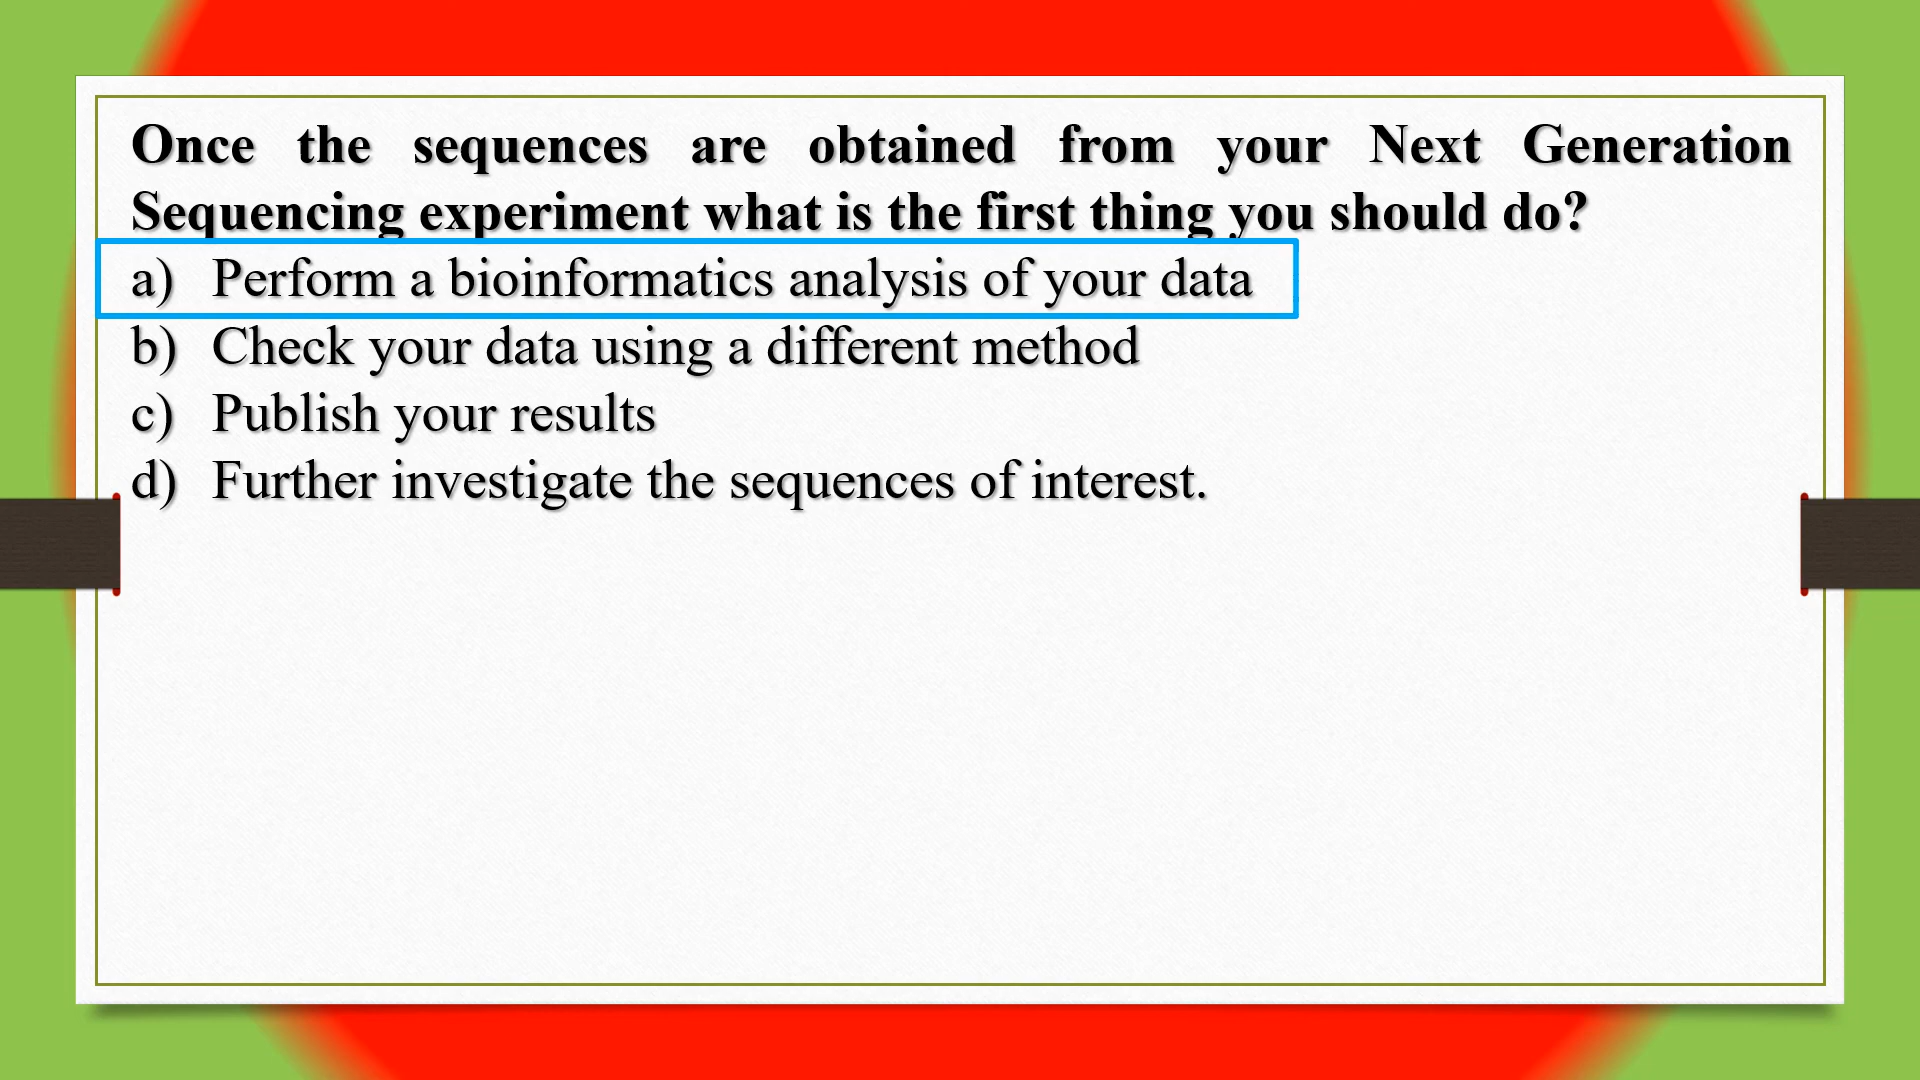 Once the sequences are obtained from your Next Generation
Sequencing experiment what is the first thing you should do?
a) Perform a bioinformatics analysis of your data
b) Check your data using a different method
c) Publish your results
d) Further investigate the sequences of interest.